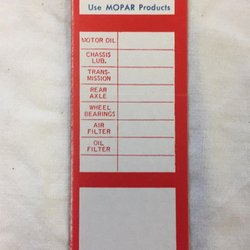 Use MOPAR Products
MOTOR OIL
CHASSIS
LUB.
TRANS-
MISSION
REAR
AXLE
WHEEL
BEARINGS
AIR
FILTER
OIL
FILTER